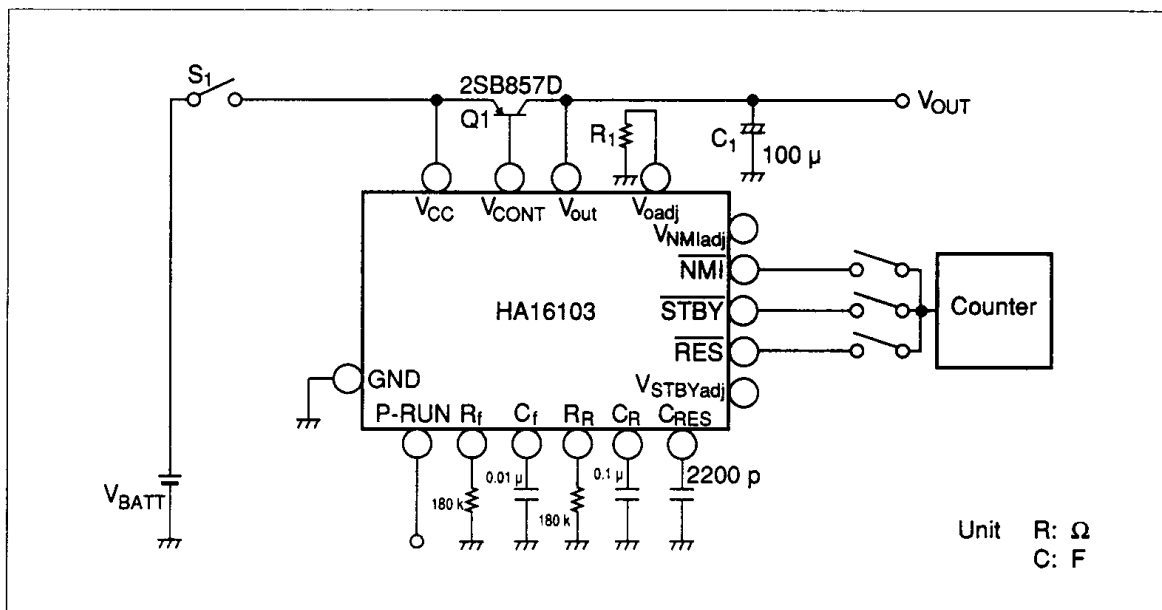 S1
2SB857D
Q1
R1
C1
100 μ
VOUT
VCC
VCONT
Vout
Voadj
VNMIadj
NMI
HA16103
STBY
Counter
RES
VSTBYadj
GND
P-RUN Rf Cf RR CR CRES
0.01 μ
0.1 μ
2200 p
180 k
180 k
VBATT
Unit R: Ω
C: F